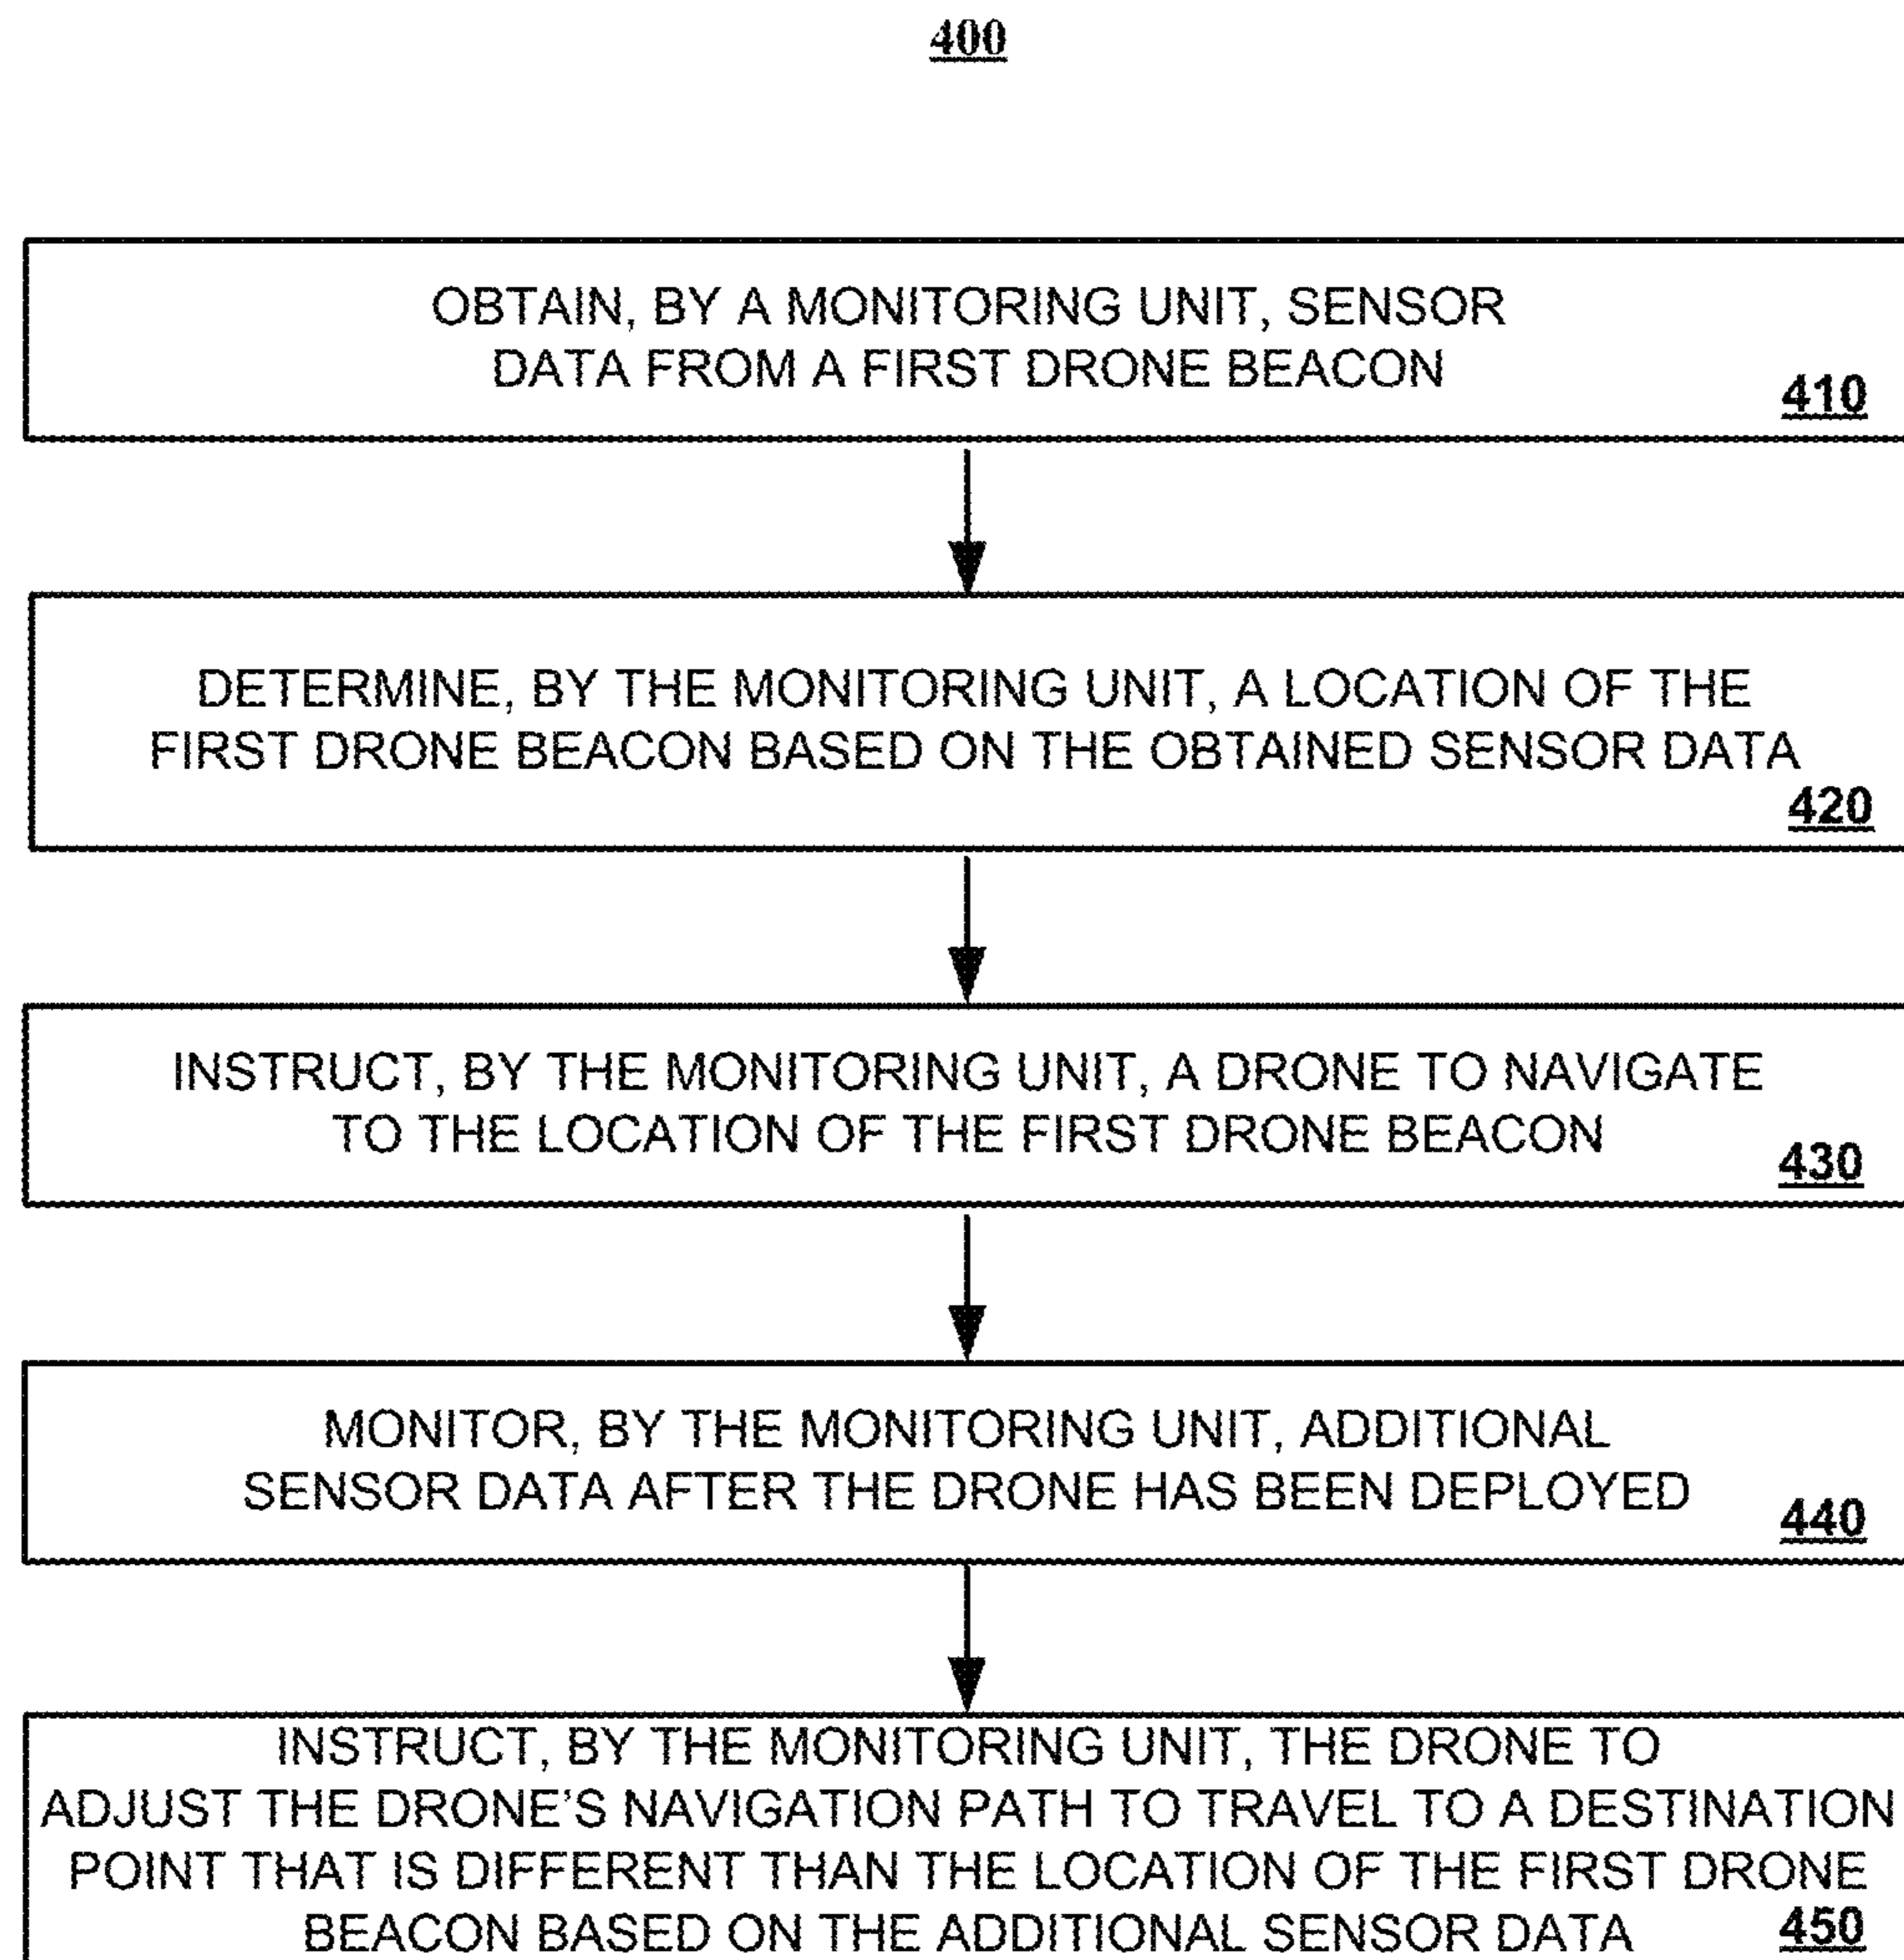 400
OBTAIN, BY A MONITORING UNIT, SENSOR
DATA FROM A FIRST DRONE BEACON
410
DETERMINE, BY THE MONITORING UNIT, A LOCATION OF THE
FIRST DRONE BEACON BASED ON THE OBTAINED SENSOR DATA
420
INSTRUCT, BY THE MONITORING UNIT, A DRONE TO NAVIGATE
TO THE LOCATION OF THE FIRST DRONE BEACON
430
MONITOR, BY THE MONITORING UNIT, ADDITIONAL
SENSOR DATA AFTER THE DRONE HAS BEEN DEPLOYED
440
INSTRUCT, BY THE MONITORING UNIT, THE DRONE TO
ADJUST THE DRONE'S NAVIGATION PATH TO TRAVEL TO A DESTINATION
POINT THAT IS DIFFERENT THAN THE LOCATION OF THE FIRST DRONE
BEACON BASED ON THE ADDITIONAL SENSOR DATA 450